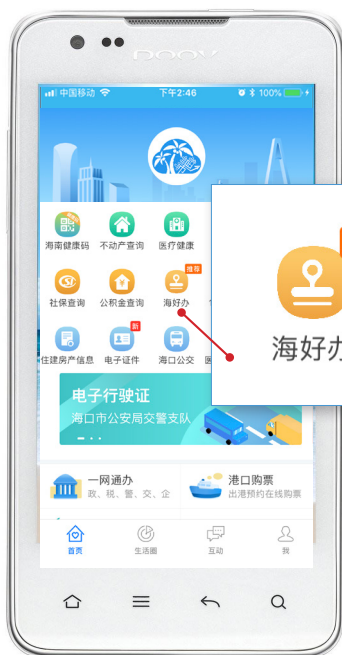 DOOV
中国移动 下午2:46 100%
海南健康码 不动产查询 医疗健康
推荐
社保查询 公积金查询 海好办
新
住建房产信息 电子证件 海口公交
海好办
电子行驶证
海口市公安局交警支队
一网通办 港口购票
政、税、警、交、企 出港预约在线购票
首页 生活圈 互动 我